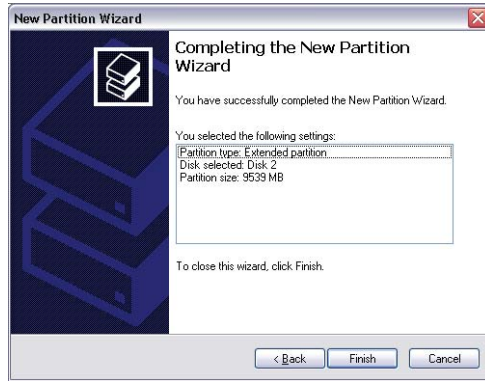 New Partition Wizard
Completing the New Partition
Wizard
You have successfully completed the New Partition Wizard.
You selected the following settings:
Partition type: Extended partition
Disk selected: Disk 2
Partition size: 9539 MB
To close this wizard, click Finish.
< Back Finish Cancel